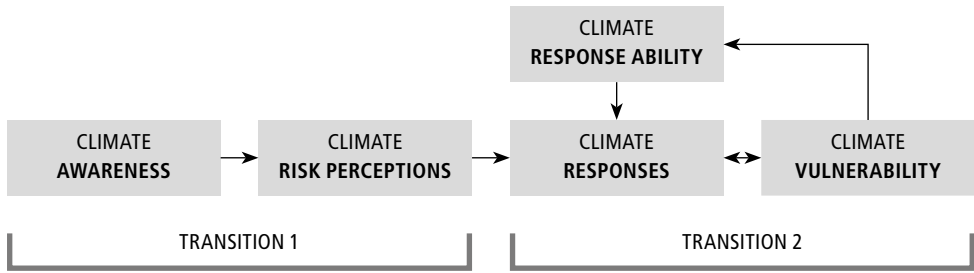 CLIMATE
RESPONSE ABILITY
CLIMATE
AWARENESS
CLIMATE
RISK PERCEPTIONS
CLIMATE
RESPONSES
CLIMATE
VULNERABILITY
TRANSITION 1
TRANSITION 2